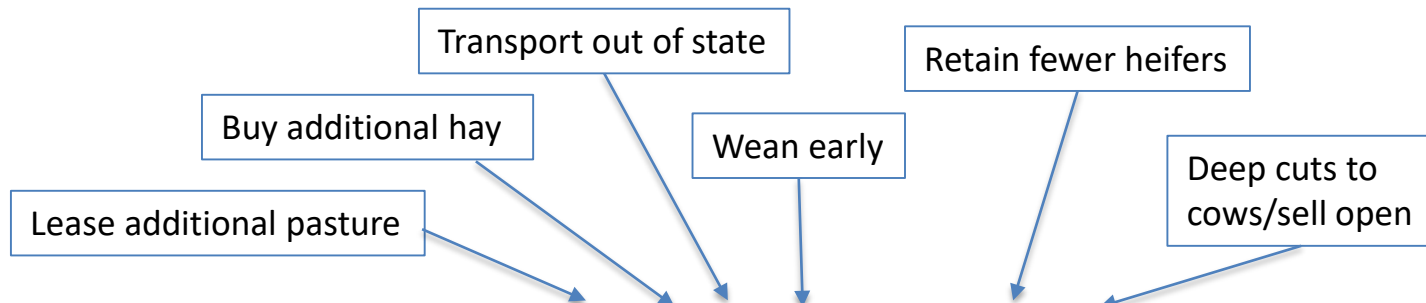 Transport out of state
Retain fewer heifers
Buy additional hay
Wean early
Deep cuts to
cows/sell open
Lease additional pasture